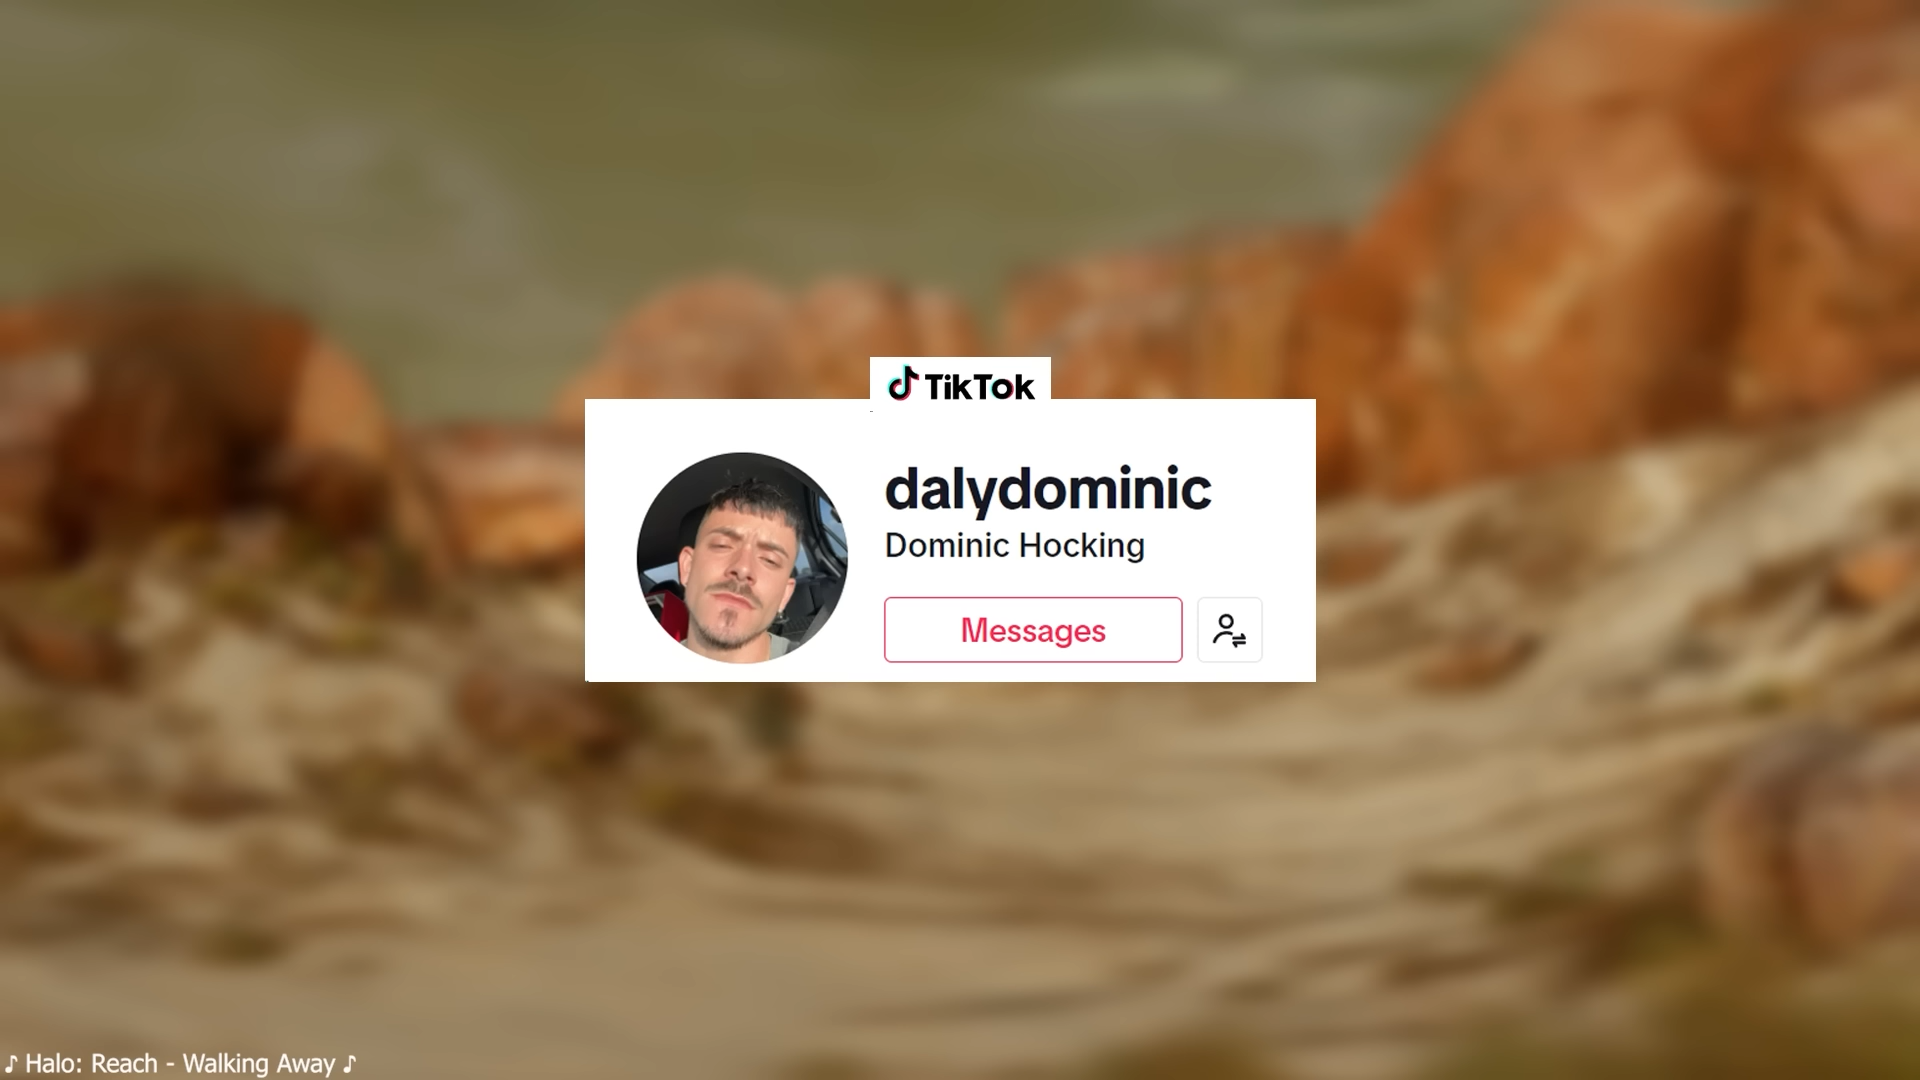 TikTok
dalydominic
Dominic Hocking
Messages
♪ Halo: Reach - Walking Away ♪